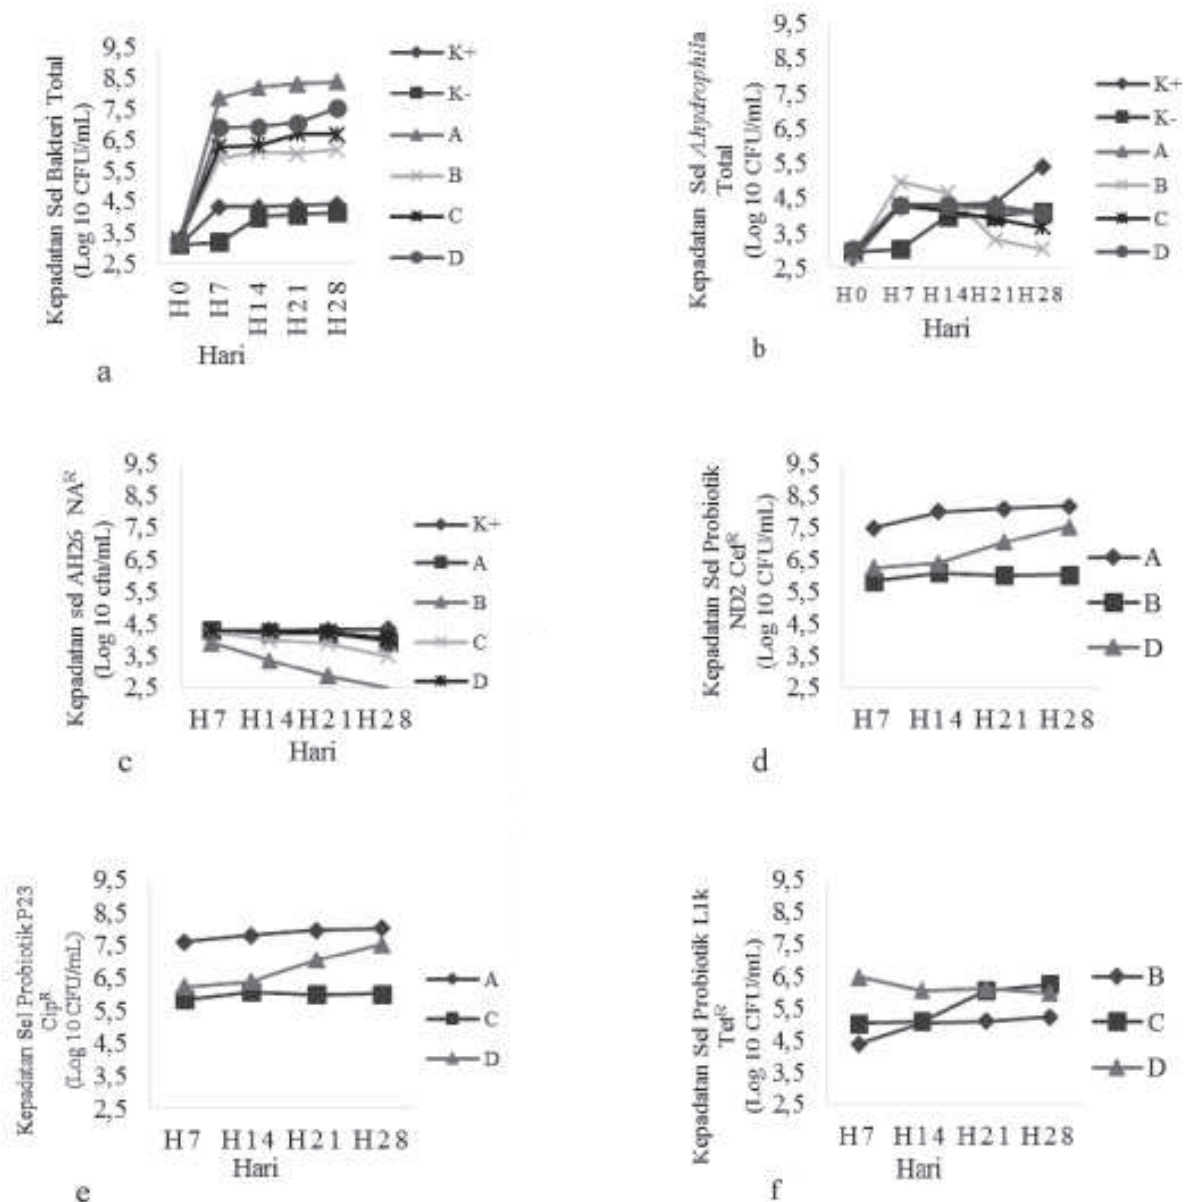 Kepadatan Sel Bakteri Total
(Log 10 CFU/mL)
9,5
8,5
7,5
6,5
5,5
4,5
3,5
2,5
H0
H7
H14
H21
H28
Hari
K+
K-
A
B
C
D
a
Kepadatan Sel A.hydrophila
Total
(Log 10 CFU/mL)
9,5
8,5
7,5
6,5
5,5
4,5
3,5
2,5
H0 H7 H14 H21 H28
Hari
K+
K-
A
B
C
D
b
Kepadatan sel AH26 NAᴿ
(Log 10 cfu/mL)
9,5
8,5
7,5
6,5
5,5
4,5
3,5
2,5
H7 H14 H21 H28
Hari
K+
A
B
C
D
c
Kepadatan Sel Probiotik
ND2 Cefᴿ
(Log 10 CFU/mL)
9,5
8,5
7,5
6,5
5,5
4,5
3,5
2,5
H7 H14 H21 H28
A
B
D
d
Kepadatan Sel Probiotik P23
Cipᴿ
(Log 10 CFU/mL)
9,5
8,5
7,5
6,5
5,5
4,5
3,5
2,5
H7 H14 H21 H28
Hari
A
C
D
e
Kepadatan Sel Probiotik L1k
Tetᴿ
(Log 10 CFU/mL)
9,5
8,5
7,5
6,5
5,5
4,5
3,5
2,5
H7 H14 H21 H28
Hari
B
C
D
f